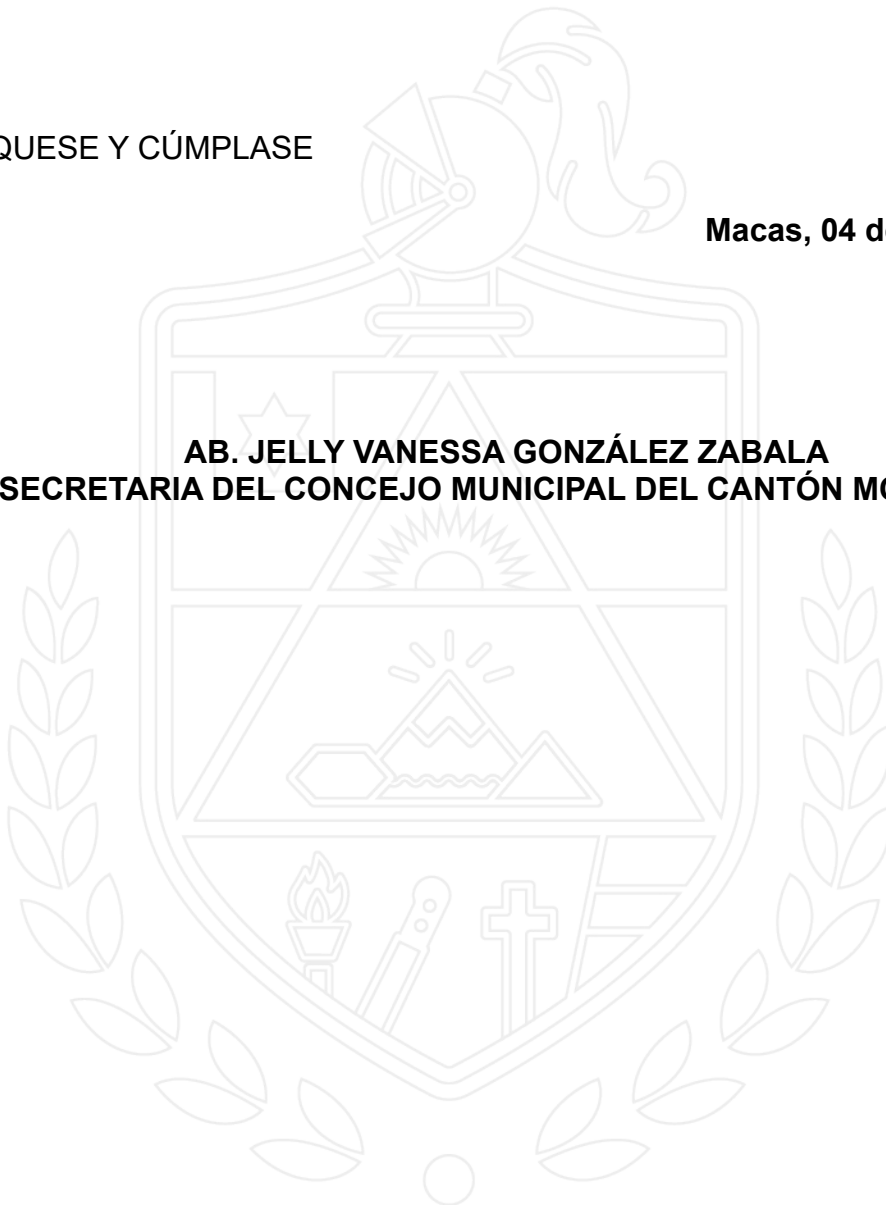 QUESE Y CÚMPLASE
Macas, 04 d
AB. JELLY VANESSA GONZÁLEZ ZABALA
SECRETARIA DEL CONCEJO MUNICIPAL DEL CANTÓN M